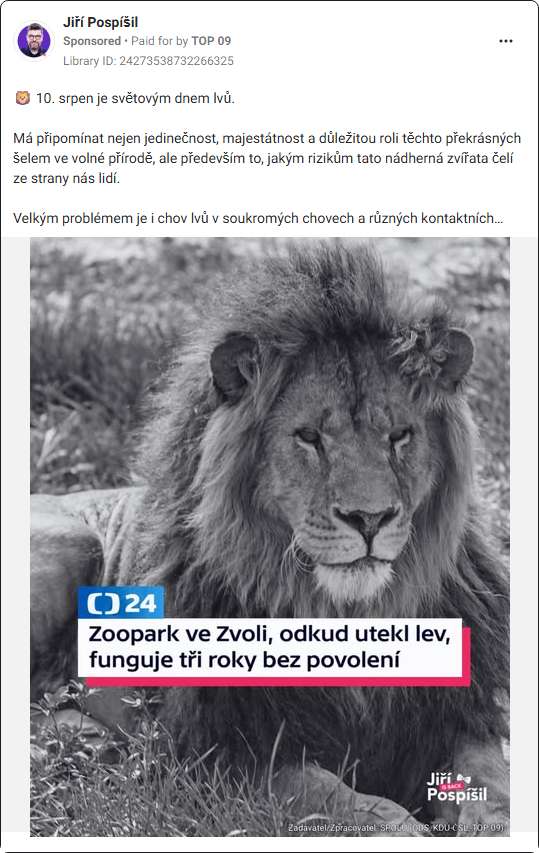 Jiří Pospíšil
Sponsored • Paid for by TOP 09
Library ID: 24273538732266325
10. srpen je světovým dnem lvů.
Má připomínat nejen jedinečnost, majestátnost a důležitou roli těchto překrásných
šelem ve volné přírodě, ale především to, jakým rizikům tato nádherná zvířata čelí
ze strany nás lidí.
Velkým problémem je i chov lvů v soukromých chovech a různých kontaktních...
24
Zoopark ve Zvoli, odkud utekl lev,
funguje tři roky bez povolení
Jiří
IS BACK
Pospíšil
Zadavatel/Zpracovatel: SPOLU (ODS, KDU-ČSL, TOP 09)